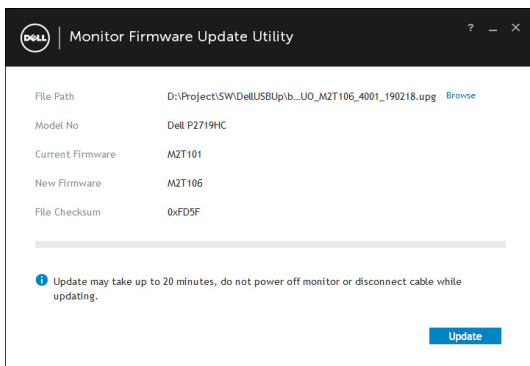 DELL Monitor Firmware Update Utility ?
File Path D:\Project\SW\DellUSBUp\b...UO_M2T106_4001_190218.upg Browse
Model No Dell P2719HC
Current Firmware M2T101
New Firmware M2T106
File Checksum 0xFD5F
Update may take up to 20 minutes, do not power off monitor or disconnect cable while
updating.
Update